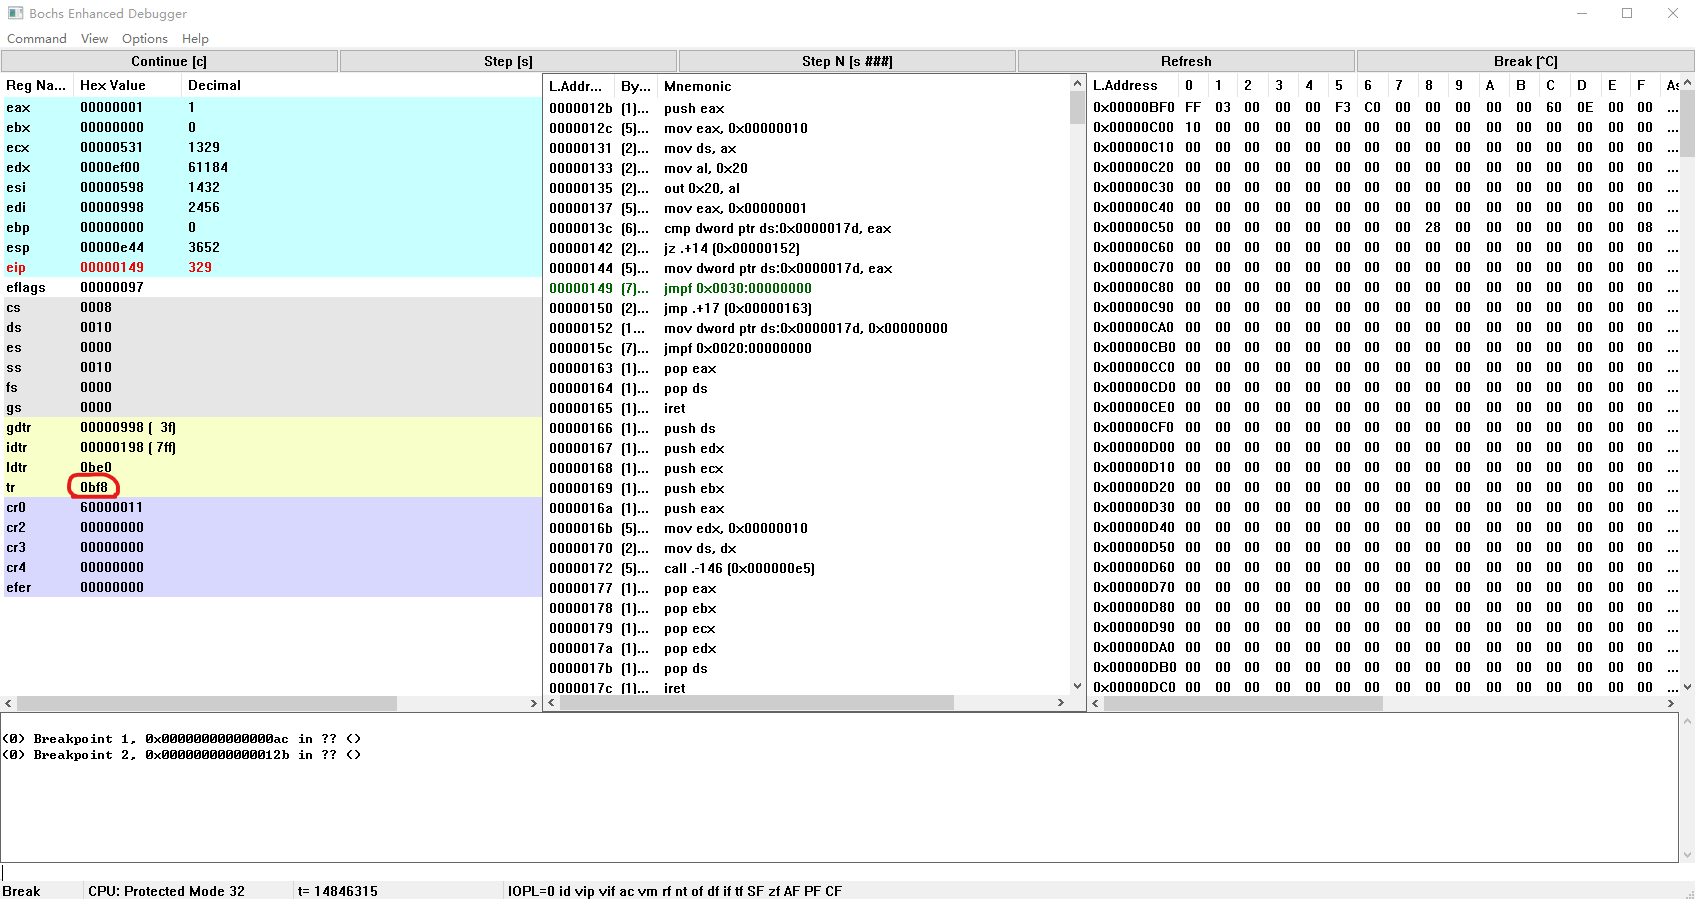 Bochs Enhanced Debugger
Command View Options Help
Continue [c] Step [s] Step N [s ###] Refresh Break [^C]
Reg Na... Hex Value Decimal
eax 00000001 1
ebx 00000000 0
ecx 00000531 1329
edx 0000ef00 61184
esi 00000598 1432
edi 00000998 2456
ebp 00000000 0
esp 00000e44 3652
eip 00000149 329
eflags 00000097
cs 0008
ds 0010
es 0000
ss 0010
fs 0000
gs 0000
gdtr 00000998 ( 3f)
idtr 00000198 ( 7ff)
ldtr 0be0
tr 0bf8
cr0 60000011
cr2 00000000
cr3 00000000
cr4 00000000
efer 00000000
L.Addr... By... Mnemonic
0000012b (1)... push eax
0000012c (5)... mov eax, 0x00000010
00000131 (2)... mov ds, ax
00000133 (2)... mov al, 0x20
00000135 (2)... out 0x20, al
00000137 (5)... mov eax, 0x00000001
0000013c (6)... cmp dword ptr ds:0x0000017d, eax
00000142 (2)... jz .+14 (0x00000152)
00000144 (5)... mov dword ptr ds:0x0000017d, eax
00000149 (7)... jmpf 0x0030:00000000
00000150 (2)... jmp .+17 (0x00000163)
00000152 (1... mov dword ptr ds:0x0000017d, 0x00000000
0000015c (7)... jmpf 0x0020:00000000
00000163 (1)... pop eax
00000164 (1)... pop ds
00000165 (1)... iret
00000166 (1)... push ds
00000167 (1)... push edx
00000168 (1)... push ecx
00000169 (1)... push ebx
0000016a (1)... push eax
0000016b (5)... mov edx, 0x00000010
00000170 (2)... mov ds, dx
00000172 (5)... call .-146 (0x000000e5)
00000177 (1)... pop eax
00000178 (1)... pop ebx
00000179 (1)... pop ecx
0000017a (1)... pop edx
0000017b (1)... pop ds
0000017c (1)... iret
L.Address 0 1 2 3 4 5 6 7 8 9 A B C D E F As
0x00000BF0 FF 03 00 00 00 F3 C0 00 00 00 00 00 60 0E 00 00 ...
0x00000C00 10 00 00 00 00 00 00 00 00 00 00 00 00 00 00 00 ...
0x00000C10 00 00 00 00 00 00 00 00 00 00 00 00 00 00 00 00 ...
0x00000C20 00 00 00 00 00 00 00 00 00 00 00 00 00 00 00 00 ...
0x00000C30 00 00 00 00 00 00 00 00 00 00 00 00 00 00 00 00 ...
0x00000C40 00 00 00 00 00 00 00 00 00 00 00 00 00 00 00 00 ...
0x00000C50 00 00 00 00 00 00 00 00 28 00 00 00 00 00 00 08 ...
0x00000C60 00 00 00 00 00 00 00 00 00 00 00 00 00 00 00 00 ...
0x00000C70 00 00 00 00 00 00 00 00 00 00 00 00 00 00 00 00 ...
0x00000C80 00 00 00 00 00 00 00 00 00 00 00 00 00 00 00 00 ...
0x00000C90 00 00 00 00 00 00 00 00 00 00 00 00 00 00 00 00 ...
0x00000CA0 00 00 00 00 00 00 00 00 00 00 00 00 00 00 00 00 ...
0x00000CB0 00 00 00 00 00 00 00 00 00 00 00 00 00 00 00 00 ...
0x00000CC0 00 00 00 00 00 00 00 00 00 00 00 00 00 00 00 00 ...
0x00000CD0 00 00 00 00 00 00 00 00 00 00 00 00 00 00 00 00 ...
0x00000CE0 00 00 00 00 00 00 00 00 00 00 00 00 00 00 00 00 ...
0x00000CF0 00 00 00 00 00 00 00 00 00 00 00 00 00 00 00 00 ...
0x00000D00 00 00 00 00 00 00 00 00 00 00 00 00 00 00 00 00 ...
0x00000D10 00 00 00 00 00 00 00 00 00 00 00 00 00 00 00 00 ...
0x00000D20 00 00 00 00 00 00 00 00 00 00 00 00 00 00 00 00 ...
0x00000D30 00 00 00 00 00 00 00 00 00 00 00 00 00 00 00 00 ...
0x00000D40 00 00 00 00 00 00 00 00 00 00 00 00 00 00 00 00 ...
0x00000D50 00 00 00 00 00 00 00 00 00 00 00 00 00 00 00 00 ...
0x00000D60 00 00 00 00 00 00 00 00 00 00 00 00 00 00 00 00 ...
0x00000D70 00 00 00 00 00 00 00 00 00 00 00 00 00 00 00 00 ...
0x00000D80 00 00 00 00 00 00 00 00 00 00 00 00 00 00 00 00 ...
0x00000D90 00 00 00 00 00 00 00 00 00 00 00 00 00 00 00 00 ...
0x00000DA0 00 00 00 00 00 00 00 00 00 00 00 00 00 00 00 00 ...
0x00000DB0 00 00 00 00 00 00 00 00 00 00 00 00 00 00 00 00 ...
0x00000DC0 00 00 00 00 00 00 00 00 00 00 00 00 00 00 00 00 ...
(0) Breakpoint 1, 0x00000000000000ac in ?? ()
(0) Breakpoint 2, 0x000000000000012b in ?? ()
Break CPU: Protected Mode 32 t= 14846315 IOPL=0 id vip vif ac vm rf nt of df if tf SF zf AF PF CF